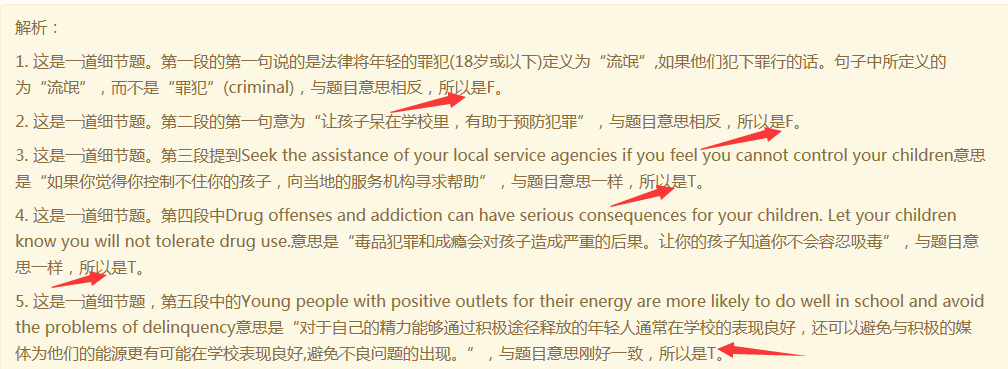 解析：
1. 这是一道细节题。第一段的第一句说的是法律将年轻的罪犯(18岁或以下)定义为“流氓”,如果他们犯下罪行的话。句子中所定义的
为“流氓”，而不是“罪犯”(criminal)，与题目意思相反，所以是F。
2. 这是一道细节题。第二段的第一句意为“让孩子呆在学校里，有助于预防犯罪”，与题目意思相反，所以是F。
3. 这是一道细节题。第三段提到Seek the assistance of your local service agencies if you feel you cannot control your children意思
是“如果你觉得你控制不住你的孩子，向当地的服务机构寻求帮助”，与题目意思一样，所以是T。
4. 这是一道细节题。第四段中Drug offenses and addiction can have serious consequences for your children. Let your children
know you will not tolerate drug use.意思是“毒品犯罪和成瘾会对孩子造成严重的后果。让你的孩子知道你不会容忍吸毒”，与题目意
思一样，所以是T。
5. 这是一道细节题，第五段中的Young people with positive outlets for their energy are more likely to do well in school and avoid
the problems of delinquency意思是“对于自己的精力能够通过积极途径释放的年轻人通常在学校的表现良好，还可以避免与积极的媒
体为他们的能源更有可能在学校表现良好,避免不良问题的出现。”，与题目意思刚好一致，所以是T。